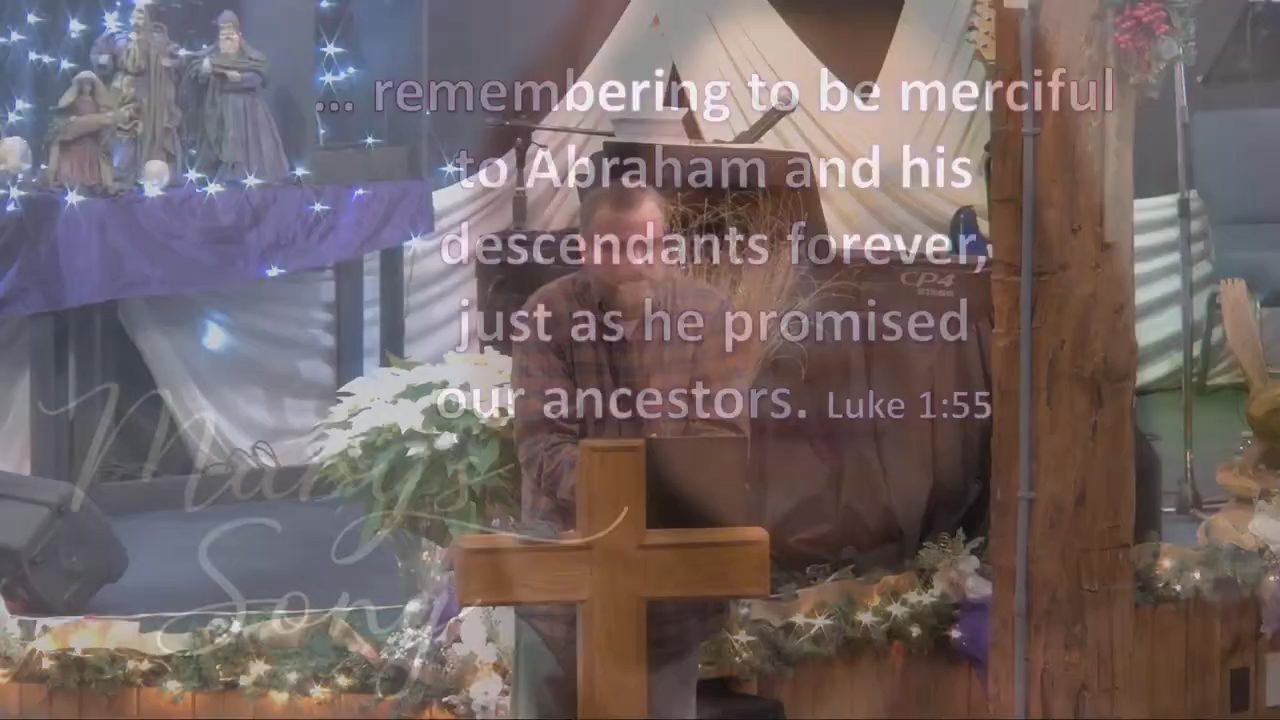 ... remembering to be merciful
to Abraham and his
descendants forever,
just as he promised
our ancestors. Luke 1:55
CP4
STAGE
Mary's
Song